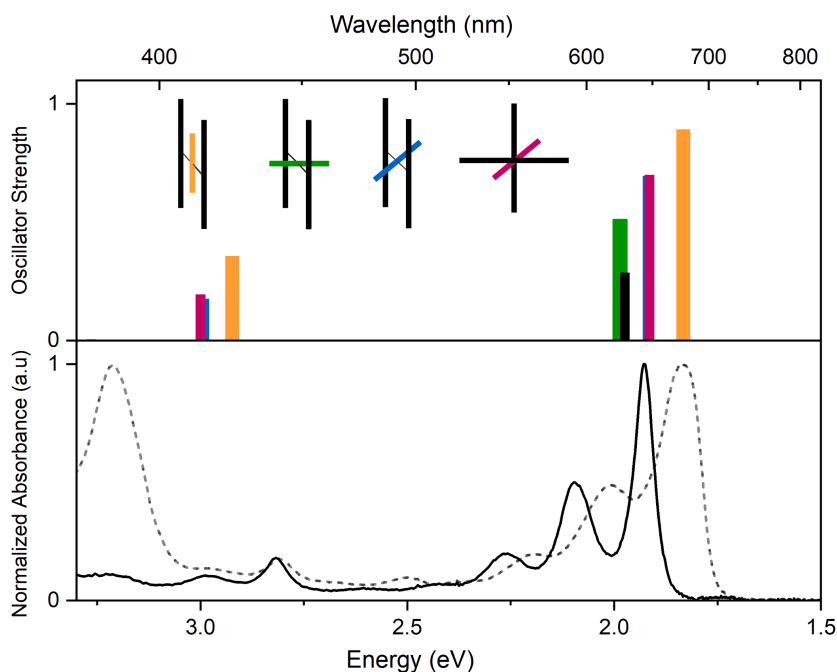 Wavelength (nm)
400 500 600 700 800
1
Oscillator Strength
0
1
Normalized Absorbance (a.u)
0
3.0 2.5 2.0 1.5
Energy (eV)